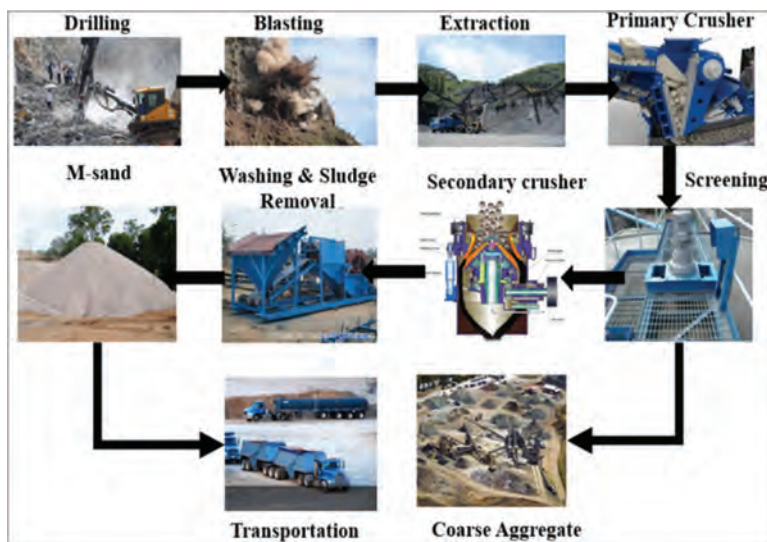 Drilling
Blasting
Extraction
Primary Crusher
M-sand
Washing & Sludge
Removal
Secondary crusher
Screening
Transportation
Coarse Aggregate